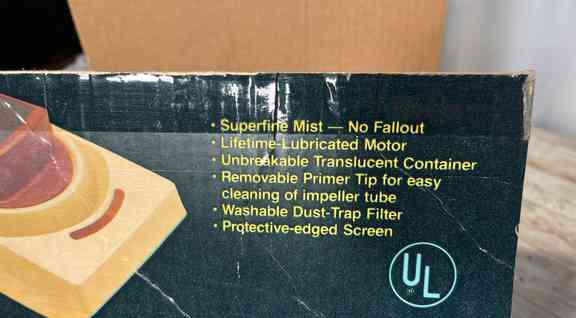 • Superfine Mist — No Fallout
• Lifetime-Lubricated Motor
• Unbreakable Translucent Container
• Removable Primer Tip for easy
cleaning of impeller tube
• Washable Dust-Trap Filter
• Protective-edged Screen
UL